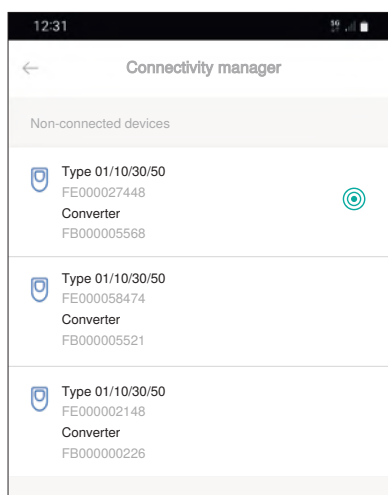 12:31
Connectivity manager
Non-connected devices
Type 01/10/30/50
FE000027448
Converter
FB000005568
Type 01/10/30/50
FE000058474
Converter
FB000005521
Type 01/10/30/50
FE000002148
Converter
FB000000226